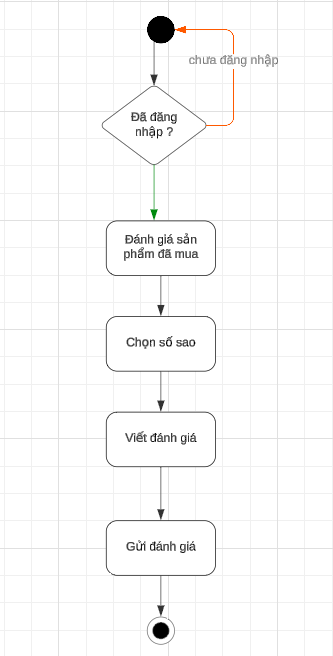 chưa đăng nhập
Đã đăng
nhập ?
Đánh giá sản
phẩm đã mua
Chọn số sao
Viết đánh giá
Gửi đánh giá